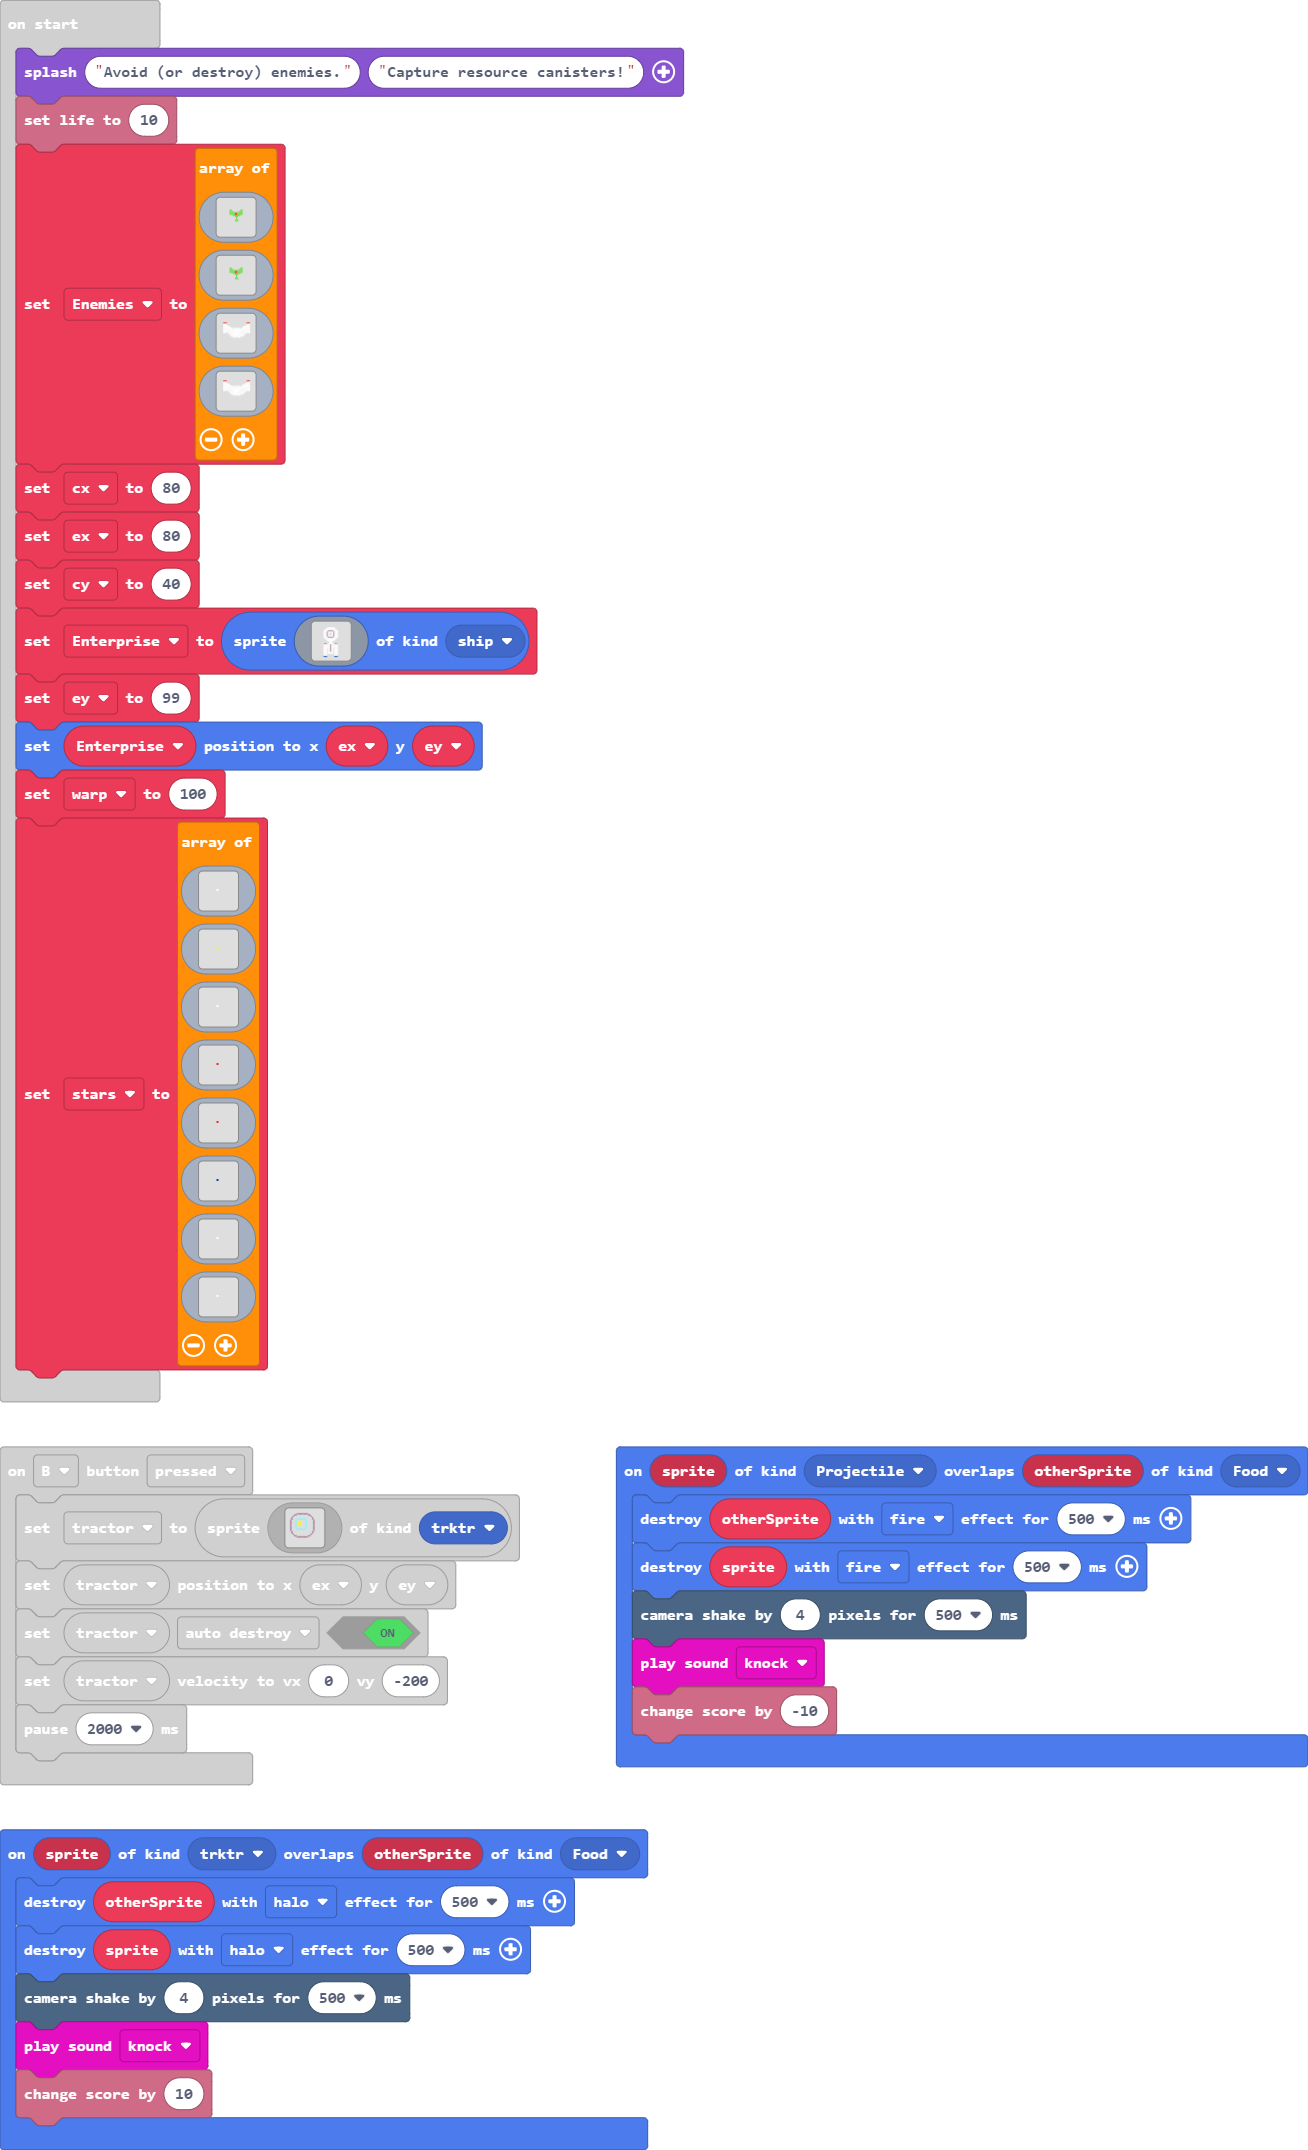 on start
splash "Avoid (or destroy) enemies." "Capture resource canisters!"
set life to 10
array of
set Enemies to
set cx to 80
set ex to 80
set cy to 40
set Enterprise to sprite of kind ship
set ey to 99
set Enterprise position to x ex y ey
set warp to 100
array of
set stars to
on B button pressed
set tractor to sprite of kind trktr
set tractor position to x ex y ey
set tractor auto destroy ON
set tractor velocity to vx 0 vy -200
pause 2000 ms
on sprite of kind Projectile overlaps otherSprite of kind Food
destroy otherSprite with fire effect for 500 ms
destroy sprite with fire effect for 500 ms
camera shake by 4 pixels for 500 ms
play sound knock
change score by -10
on sprite of kind trktr overlaps otherSprite of kind Food
destroy otherSprite with halo effect for 500 ms
destroy sprite with halo effect for 500 ms
camera shake by 4 pixels for 500 ms
play sound knock
change score by 10